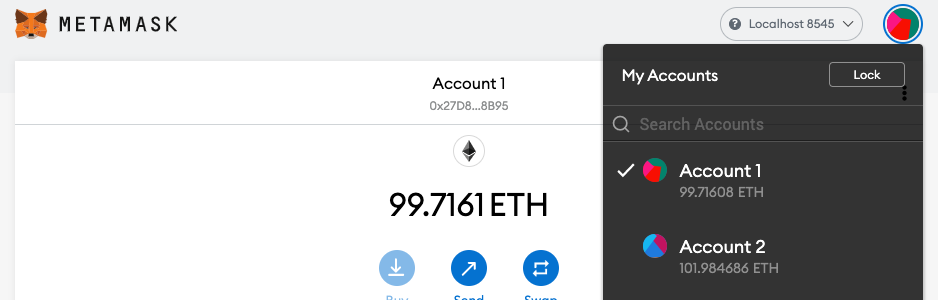 METAMASK
? Localhost 8545
Account 1
0x27D8...8B95
99.7161 ETH
Buy
Send
Swap
My Accounts
Lock
Search Accounts
Account 1
99.71608 ETH
Account 2
101.984686 ETH